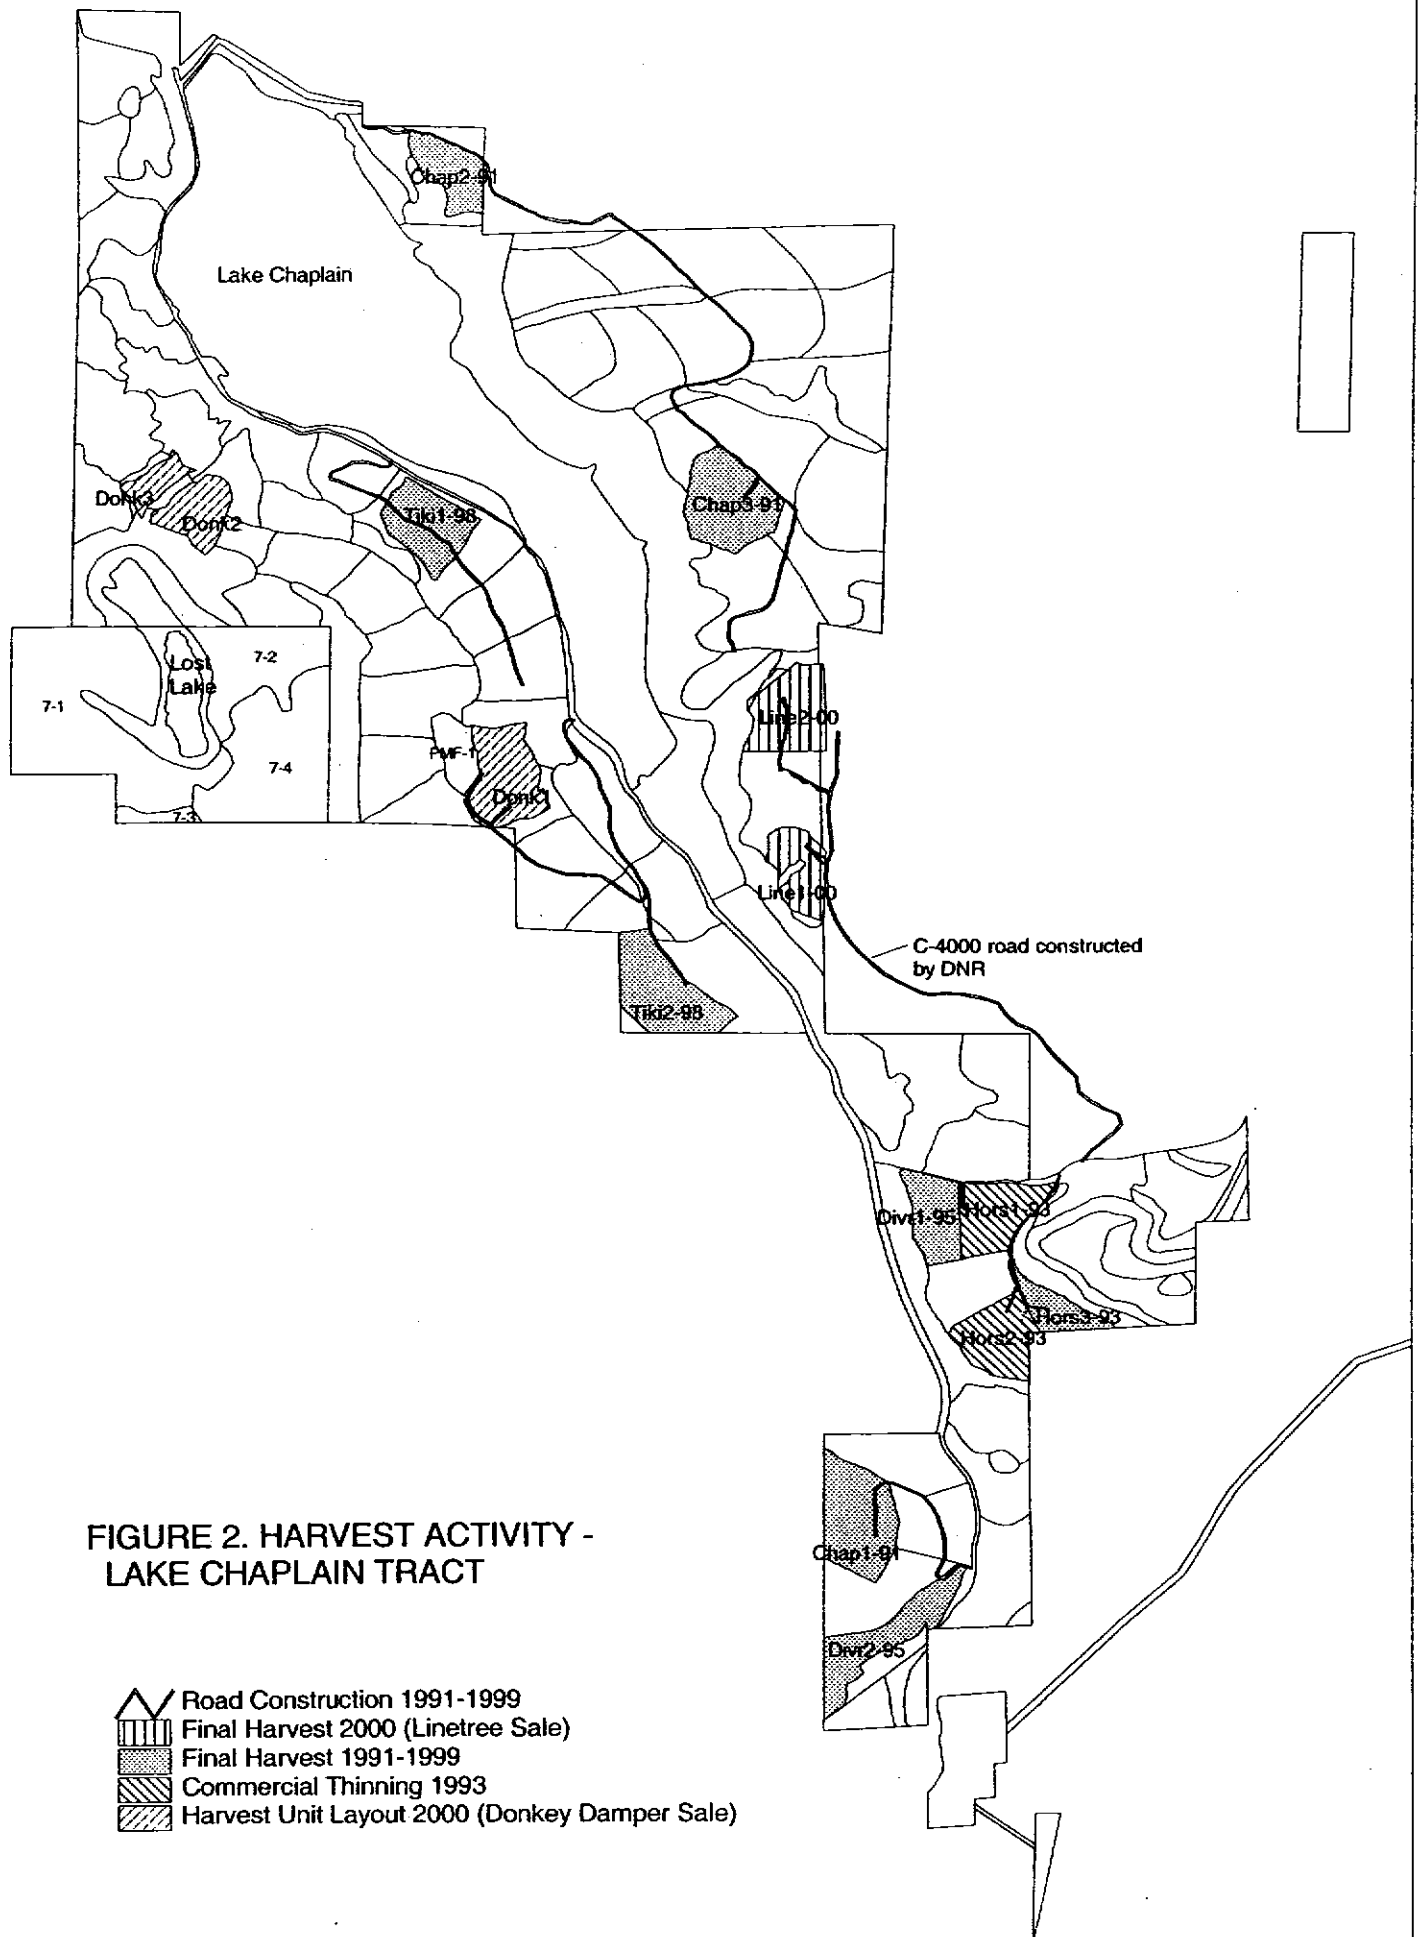 Chap2-91
Lake Chaplain
Chap3-91
Donk3
Donk2
Tiki1-98
Lost
Lake
7-2
7-1
7-4
7-3
PMF-1
Donk1
Line2-00
Line1-00
C-4000 road constructed
by DNR
Tiki2-98
Divr1-95
Hors1-93
Hors3-93
Hors2-93
Chap1-91
Divr2-95
FIGURE 2. HARVEST ACTIVITY -
LAKE CHAPLAIN TRACT
Road Construction 1991-1999
Final Harvest 2000 (Linetree Sale)
Final Harvest 1991-1999
Commercial Thinning 1993
Harvest Unit Layout 2000 (Donkey Damper Sale)